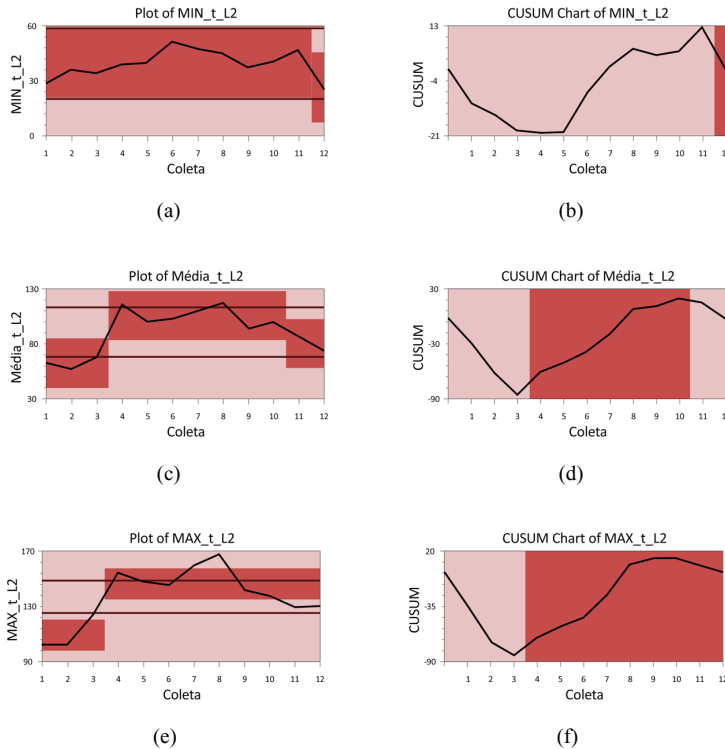 Plot of MIN_t_L2
60
30
0
MIN_t_L2
1 2 3 4 5 6 7 8 9 10 11 12
Coleta
(a)
CUSUM Chart of MIN_t_L2
13
-4
-21
CUSUM
1 2 3 4 5 6 7 8 9 10 11 12
Coleta
(b)
Plot of Média_t_L2
130
80
30
Média_t_L2
1 2 3 4 5 6 7 8 9 10 11 12
Coleta
(c)
CUSUM Chart of Média_t_L2
30
-30
-90
CUSUM
1 2 3 4 5 6 7 8 9 10 11 12
Coleta
(d)
Plot of MAX_t_L2
170
130
90
MAX_t_L2
1 2 3 4 5 6 7 8 9 10 11 12
Coleta
(e)
CUSUM Chart of MAX_t_L2
20
-35
-90
CUSUM
1 2 3 4 5 6 7 8 9 10 11 12
Coleta
(f)